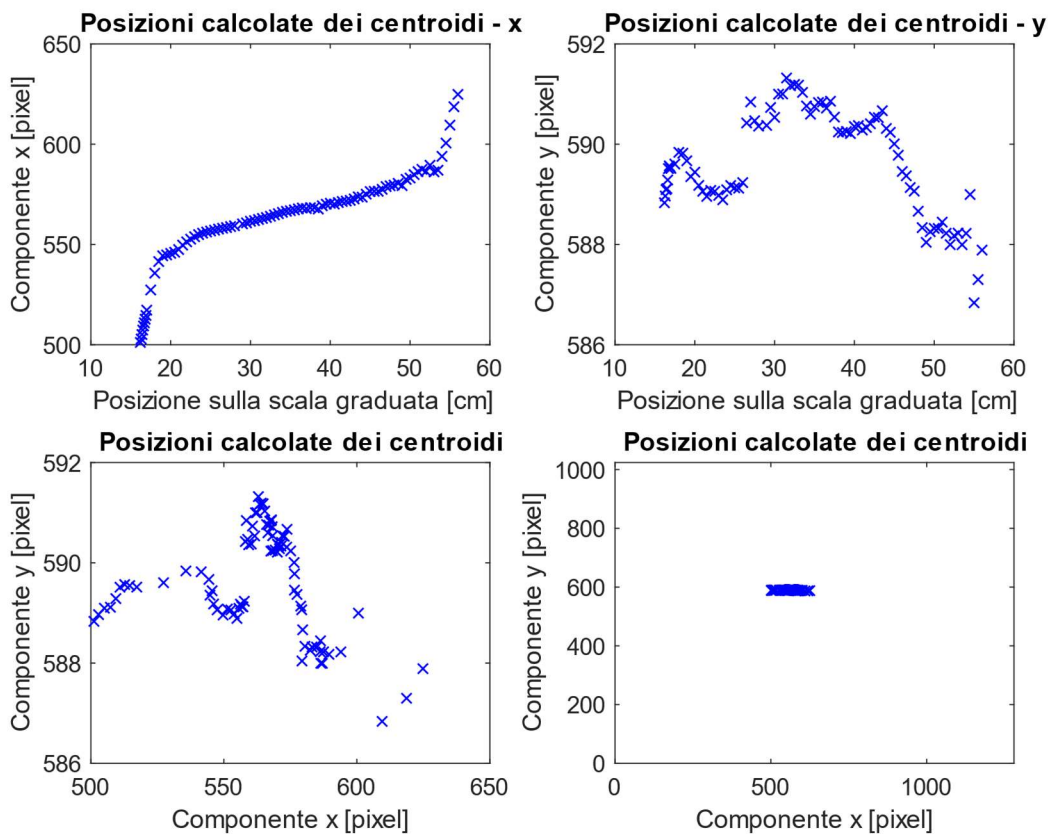 Posizioni calcolate dei centroidi - x
650
600
550
500
Componente x [pixel]
10 20 30 40 50 60
Posizione sulla scala graduata [cm]
Posizioni calcolate dei centroidi - y
592
590
588
586
Componente y [pixel]
10 20 30 40 50 60
Posizione sulla scala graduata [cm]
Posizioni calcolate dei centroidi
592
590
588
586
Componente y [pixel]
500 550 600 650
Componente x [pixel]
Posizioni calcolate dei centroidi
1000
800
600
400
200
0
Componente y [pixel]
0 500 1000
Componente x [pixel]